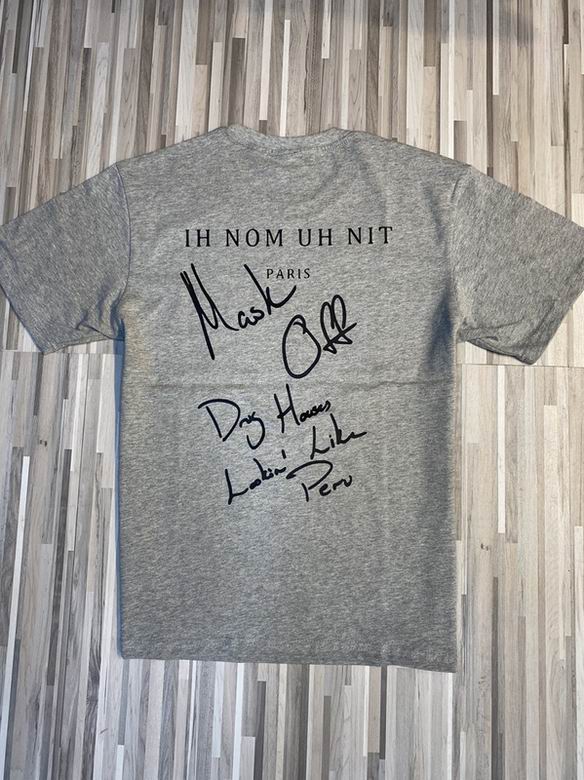 IH NOM UH NIT
PARIS
Mask
Off
Drug Houses
Lookin' Like
Peru